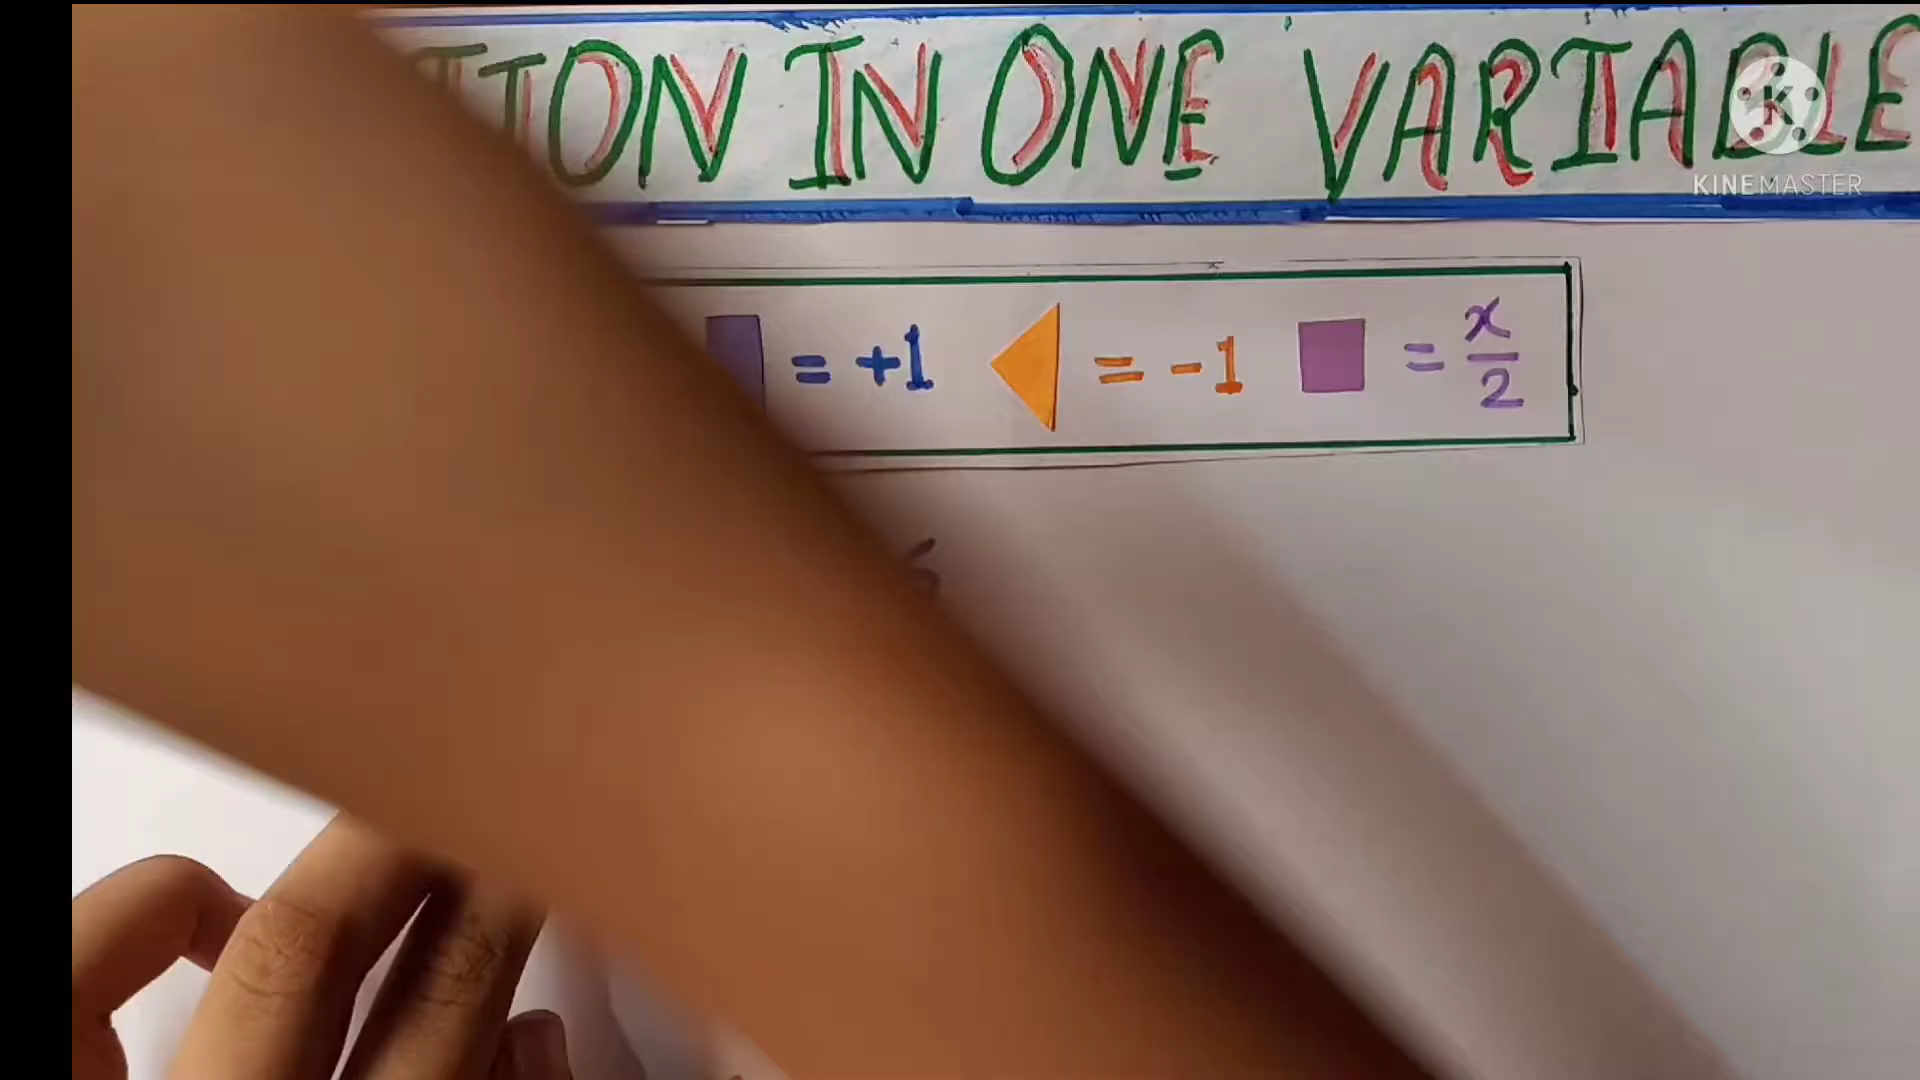 TION IN ONE VARIABLE
K
KINEMASTER
= +1 = -1 = x/2